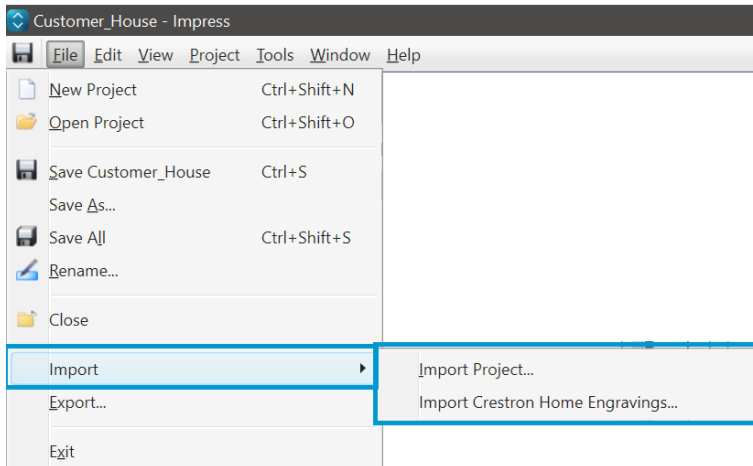 Customer_House - Impress
File Edit View Project Tools Window Help
New Project Ctrl+Shift+N
Open Project Ctrl+Shift+O
Save Customer_House Ctrl+S
Save As...
Save All Ctrl+Shift+S
Rename...
Close
Import Import Project...
Export... Import Crestron Home Engravings...
Exit